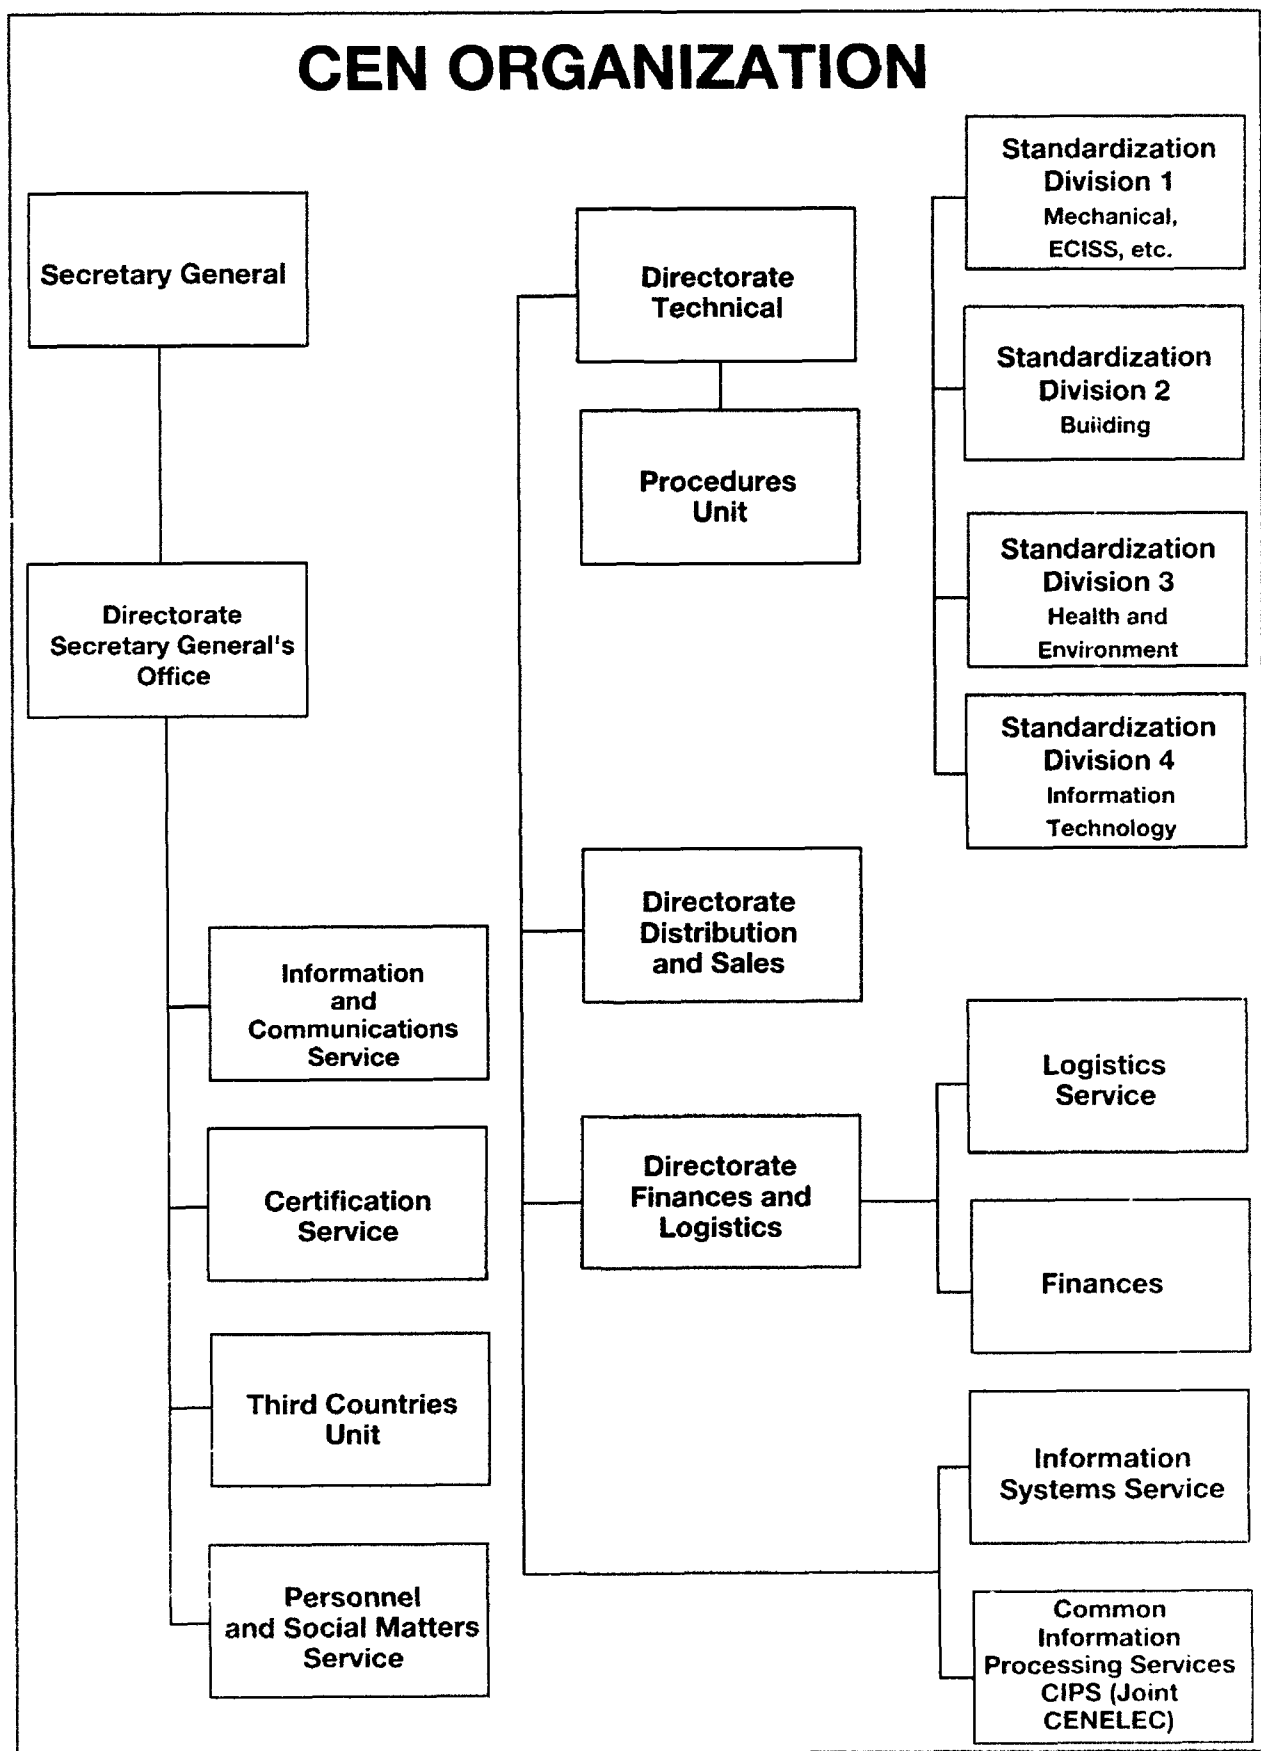 CEN ORGANIZATION
Secretary General
Directorate
Secretary General's
Office
Information
and
Communications
Service
Certification
Service
Third Countries
Unit
Personnel
and Social Matters
Service
Directorate
Technical
Procedures
Unit
Directorate
Distribution
and Sales
Directorate
Finances and
Logistics
Standardization
Division 1
Mechanical,
ECISS, etc.
Standardization
Division 2
Building
Standardization
Division 3
Health and
Environment
Standardization
Division 4
Information
Technology
Logistics
Service
Finances
Information
Systems Service
Common
Information
Processing Services
CIPS (Joint
CENELEC)